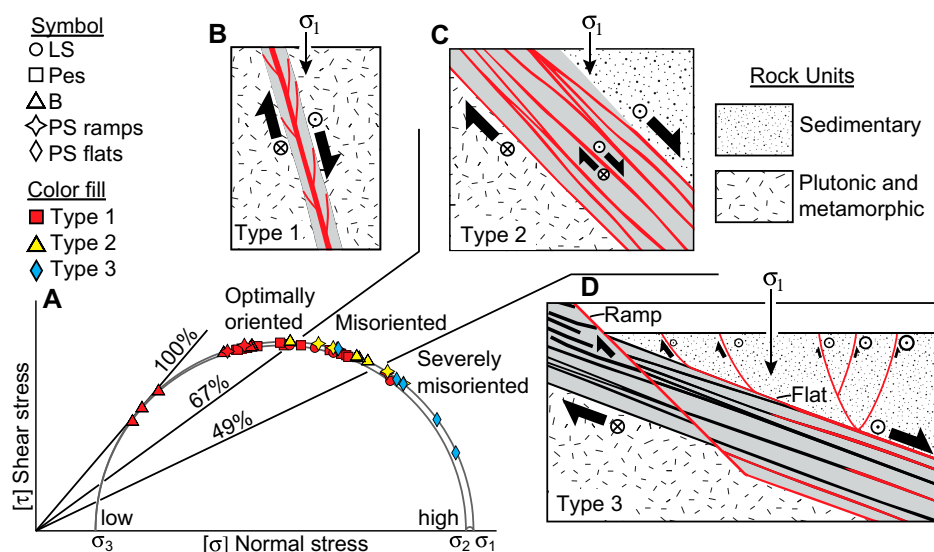 Symbol
LS
Pes
B
PS ramps
PS flats
Color fill
Type 1
Type 2
Type 3
B
σ1
Type 1
C
σ1
Type 2
Rock Units
Sedimentary
Plutonic and
metamorphic
A
[τ] Shear stress
100%
67%
49%
Optimally
oriented
Misoriented
Severely
misoriented
low
high
σ3
[σ] Normal stress
σ2 σ1
D
σ1
Ramp
Flat
Type 3